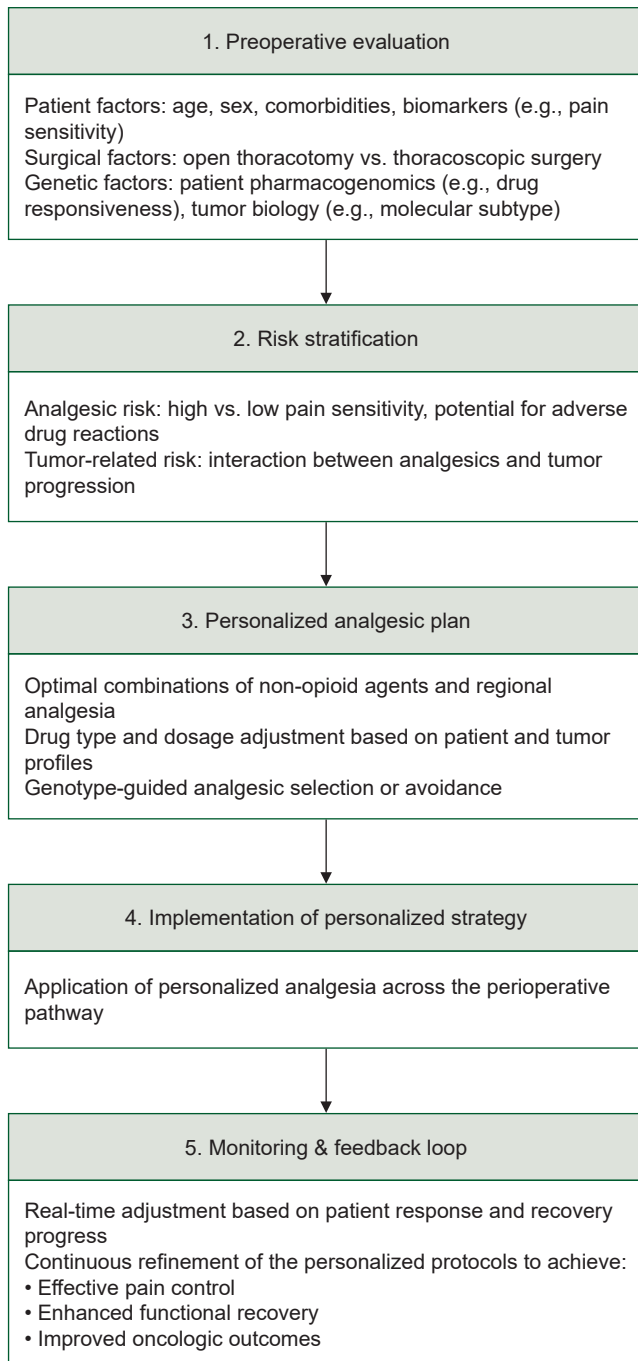 1. Preoperative evaluation
Patient factors: age, sex, comorbidities, biomarkers (e.g., pain
sensitivity)
Surgical factors: open thoracotomy vs. thoracoscopic surgery
Genetic factors: patient pharmacogenomics (e.g., drug
responsiveness), tumor biology (e.g., molecular subtype)
2. Risk stratification
Analgesic risk: high vs. low pain sensitivity, potential for adverse
drug reactions
Tumor-related risk: interaction between analgesics and tumor
progression
3. Personalized analgesic plan
Optimal combinations of non-opioid agents and regional
analgesia
Drug type and dosage adjustment based on patient and tumor
profiles
Genotype-guided analgesic selection or avoidance
4. Implementation of personalized strategy
Application of personalized analgesia across the perioperative
pathway
5. Monitoring & feedback loop
Real-time adjustment based on patient response and recovery
progress
Continuous refinement of the personalized protocols to achieve:
• Effective pain control
• Enhanced functional recovery
• Improved oncologic outcomes